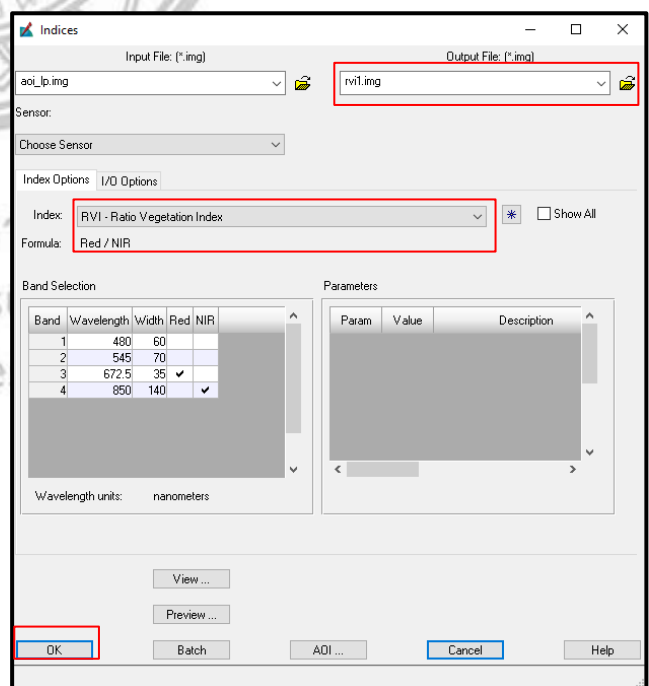 Indices
Input File: (*.img) Output File: (*.img)
aoi_lp.img rvi1.img
Sensor:
Choose Sensor
Index Options I/O Options
Index: RVI - Ratio Vegetation Index * Show All
Formula: Red / NIR
Band Selection Parameters
Band Wavelength Width Red NIR Param Value Description
1 480 60
2 545 70
3 672.5 35 ✔
4 850 140 ✔
Wavelength units: nanometers
View ...
Preview ...
OK Batch AOI ... Cancel Help